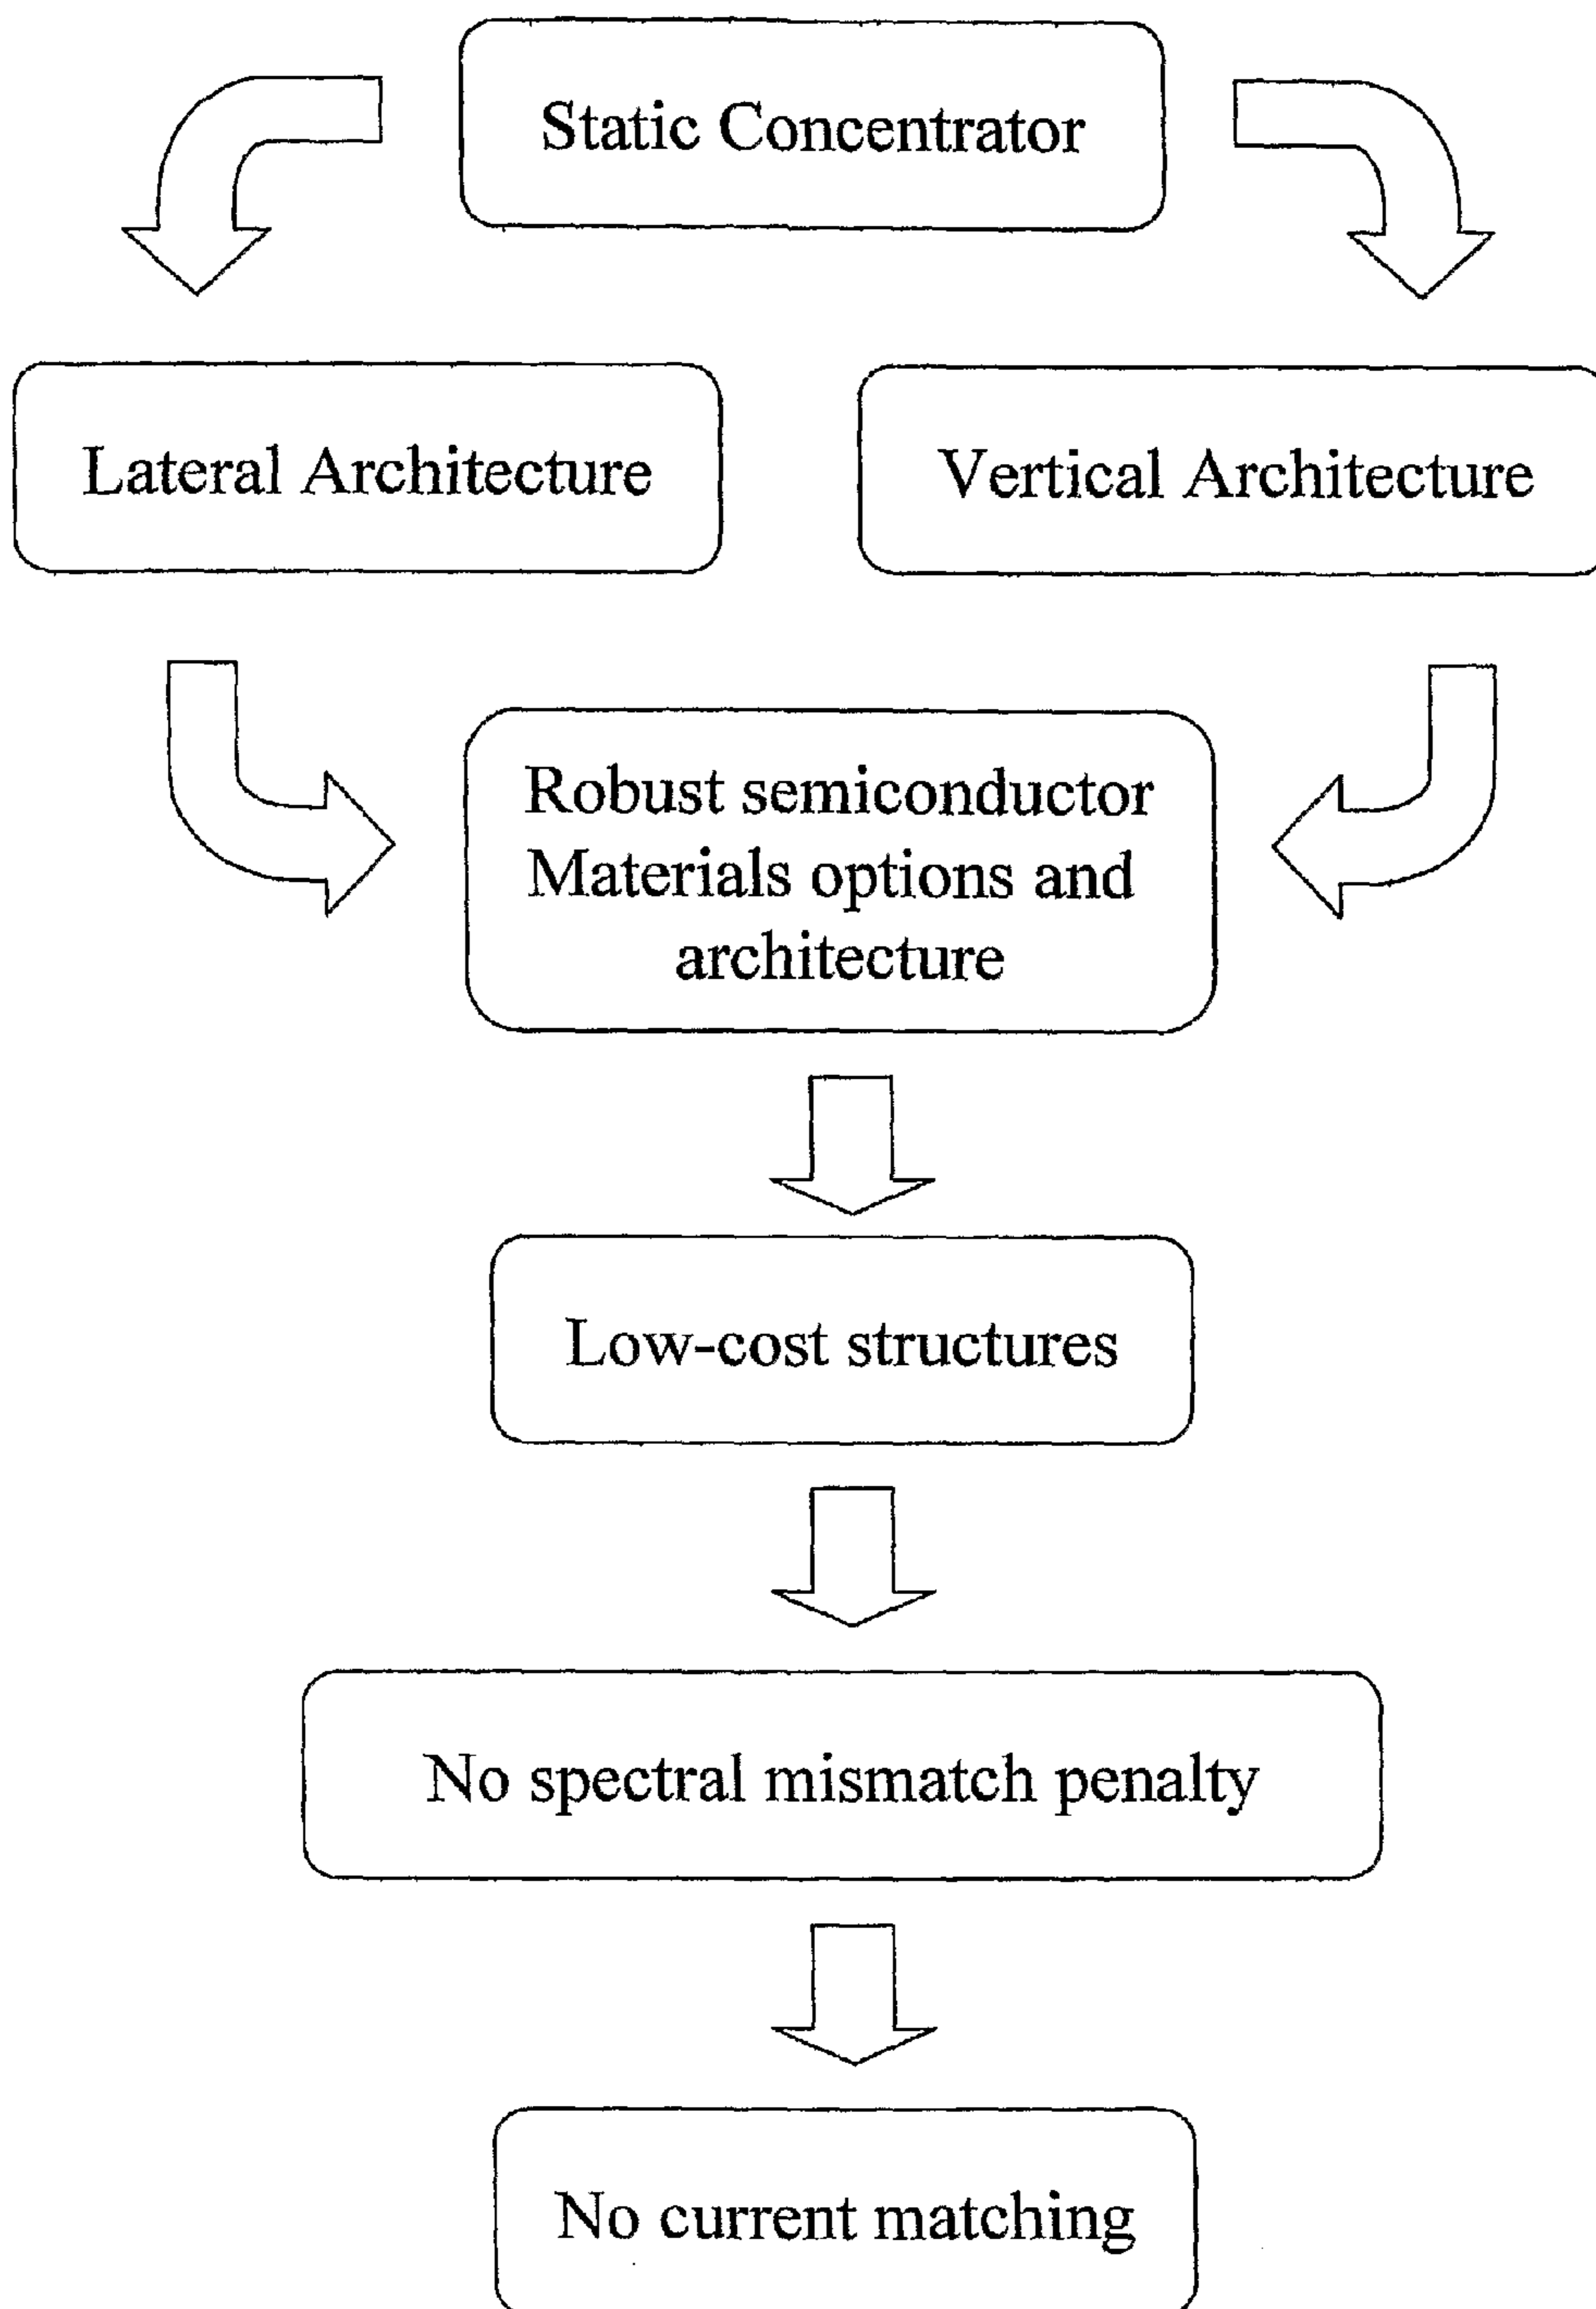 Static Concentrator
Lateral Architecture
Vertical Architecture
Robust semiconductor
Materials options and
architecture
Low-cost structures
No spectral mismatch penalty
No current matching